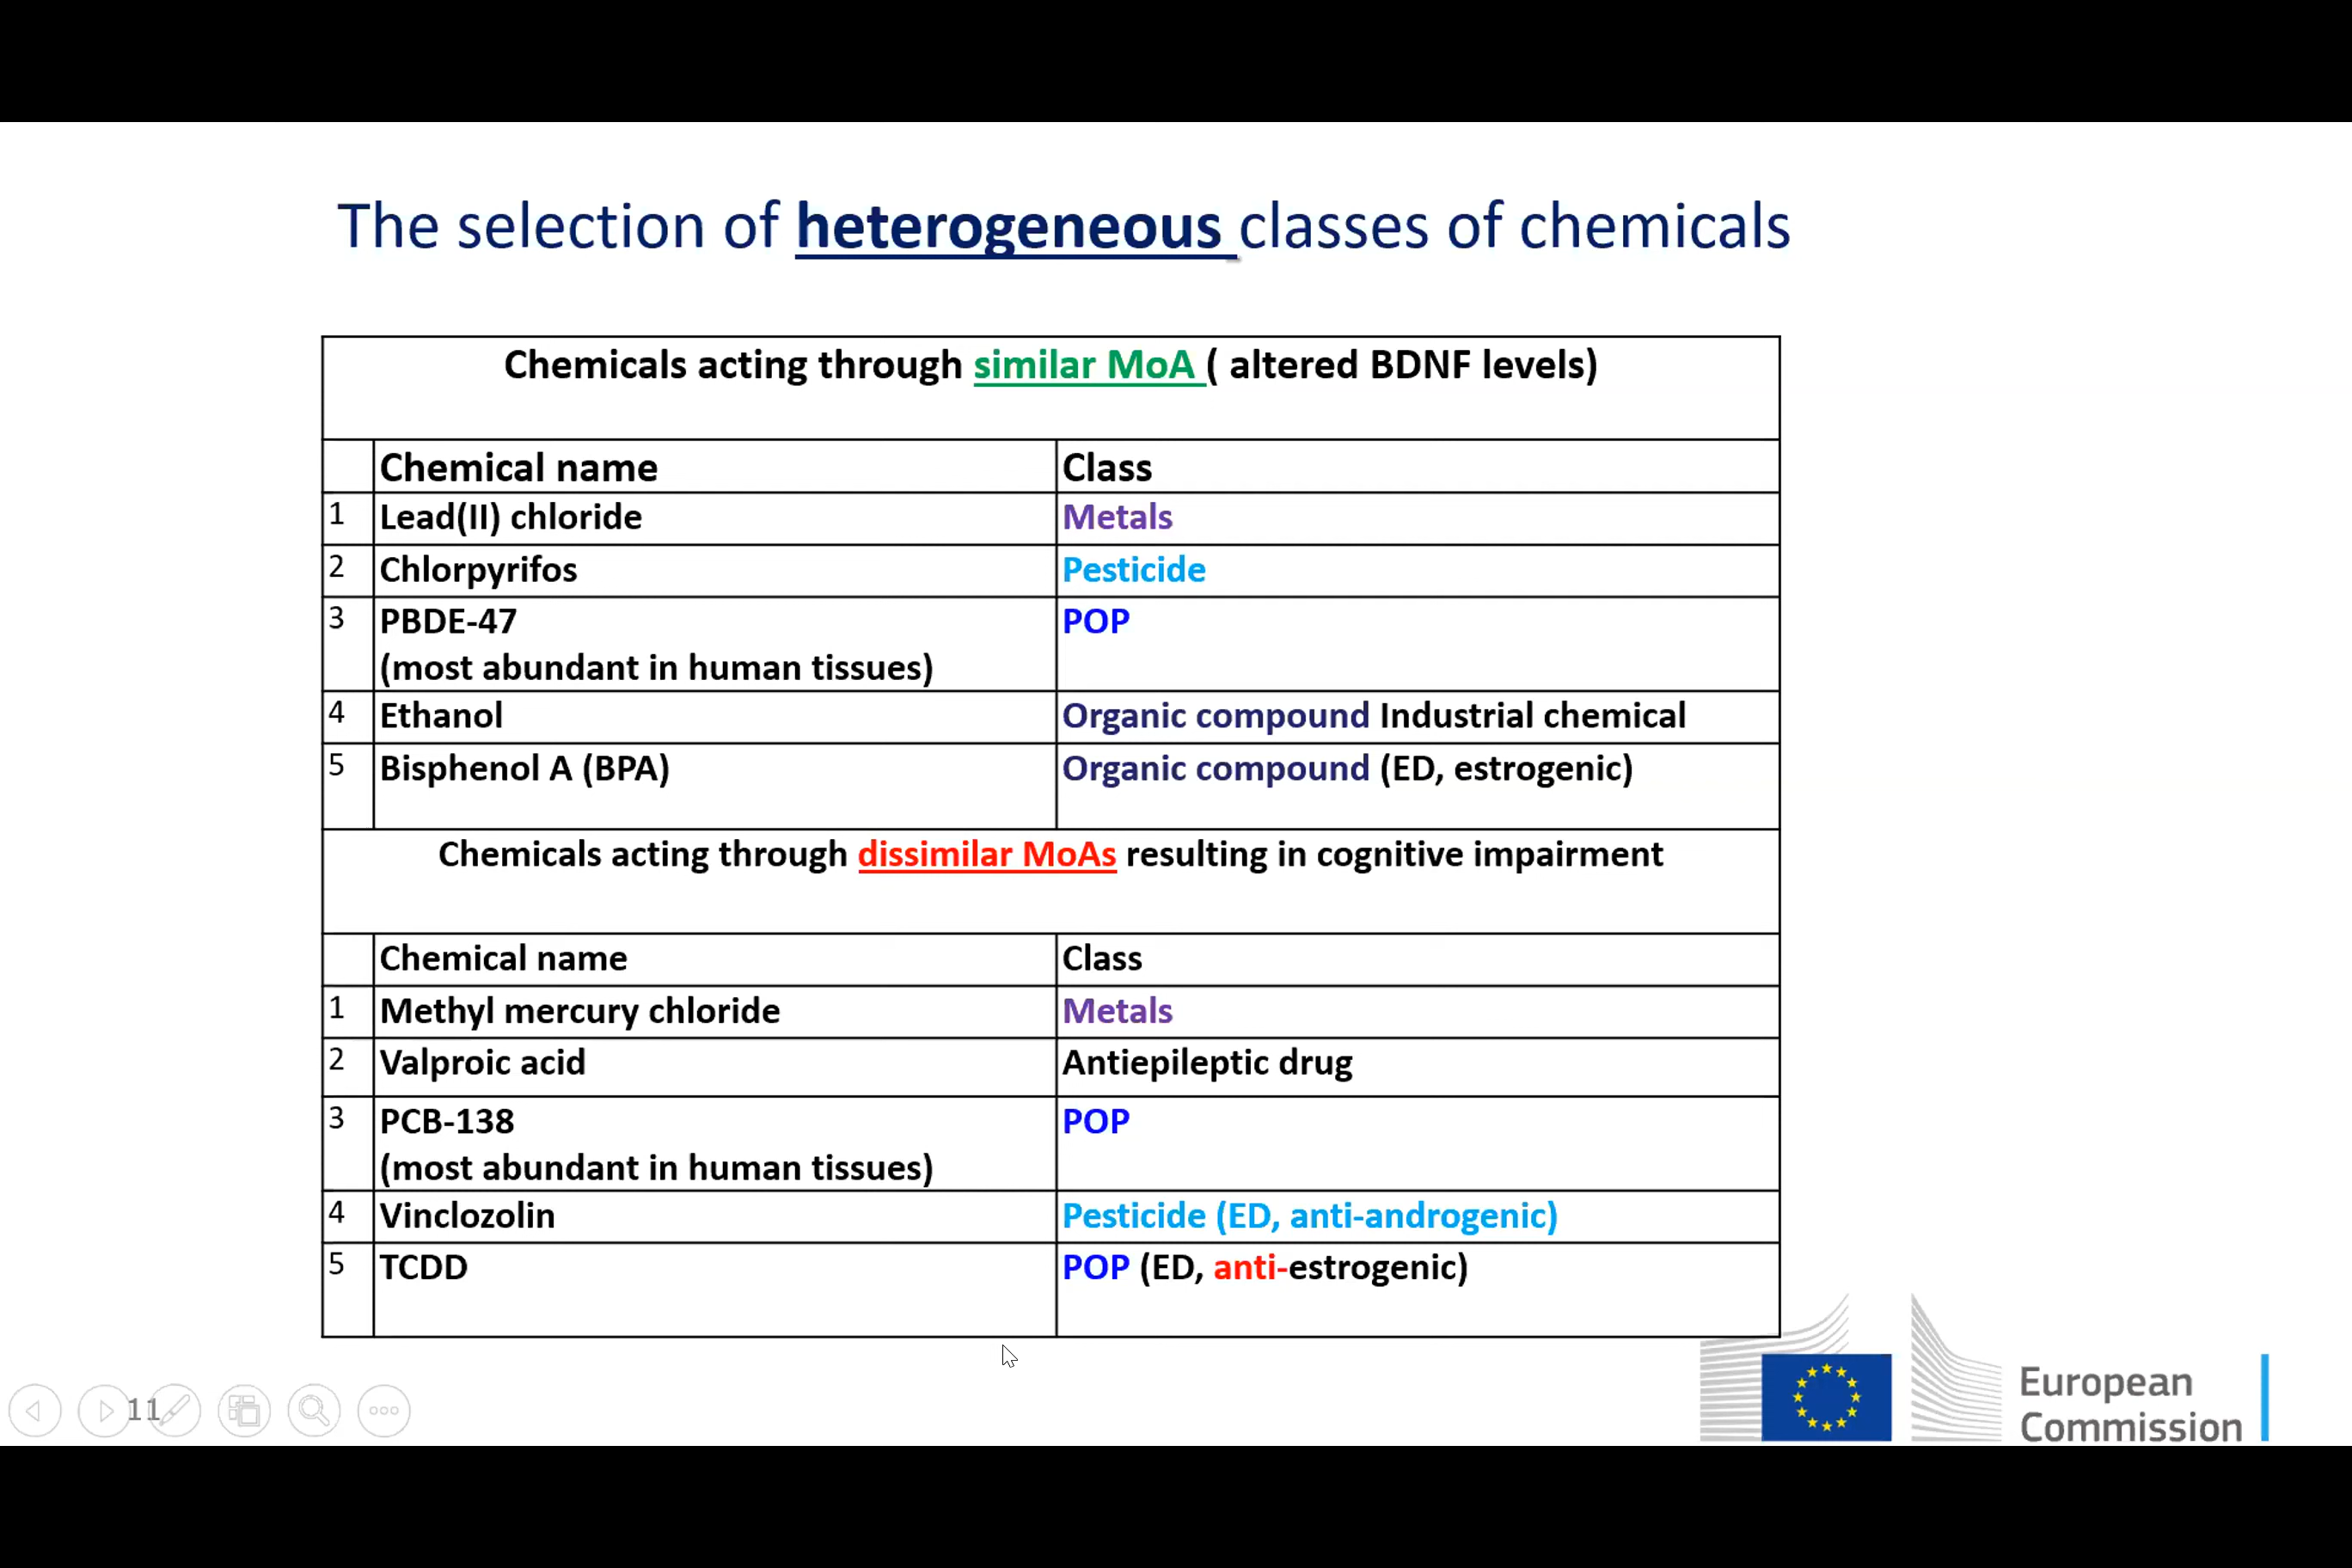 The selection of heterogeneous classes of chemicals
Chemicals acting through similar MoA ( altered BDNF levels)
Chemical name Class
1 Lead(II) chloride Metals
2 Chlorpyrifos Pesticide
3 PBDE-47 POP
(most abundant in human tissues)
4 Ethanol Organic compound Industrial chemical
5 Bisphenol A (BPA) Organic compound (ED, estrogenic)
Chemicals acting through dissimilar MoAs resulting in cognitive impairment
Chemical name Class
1 Methyl mercury chloride Metals
2 Valproic acid Antiepileptic drug
3 PCB-138 POP
(most abundant in human tissues)
4 Vinclozolin Pesticide (ED, anti-androgenic)
5 TCDD POP (ED, anti-estrogenic)
11
European
Commission